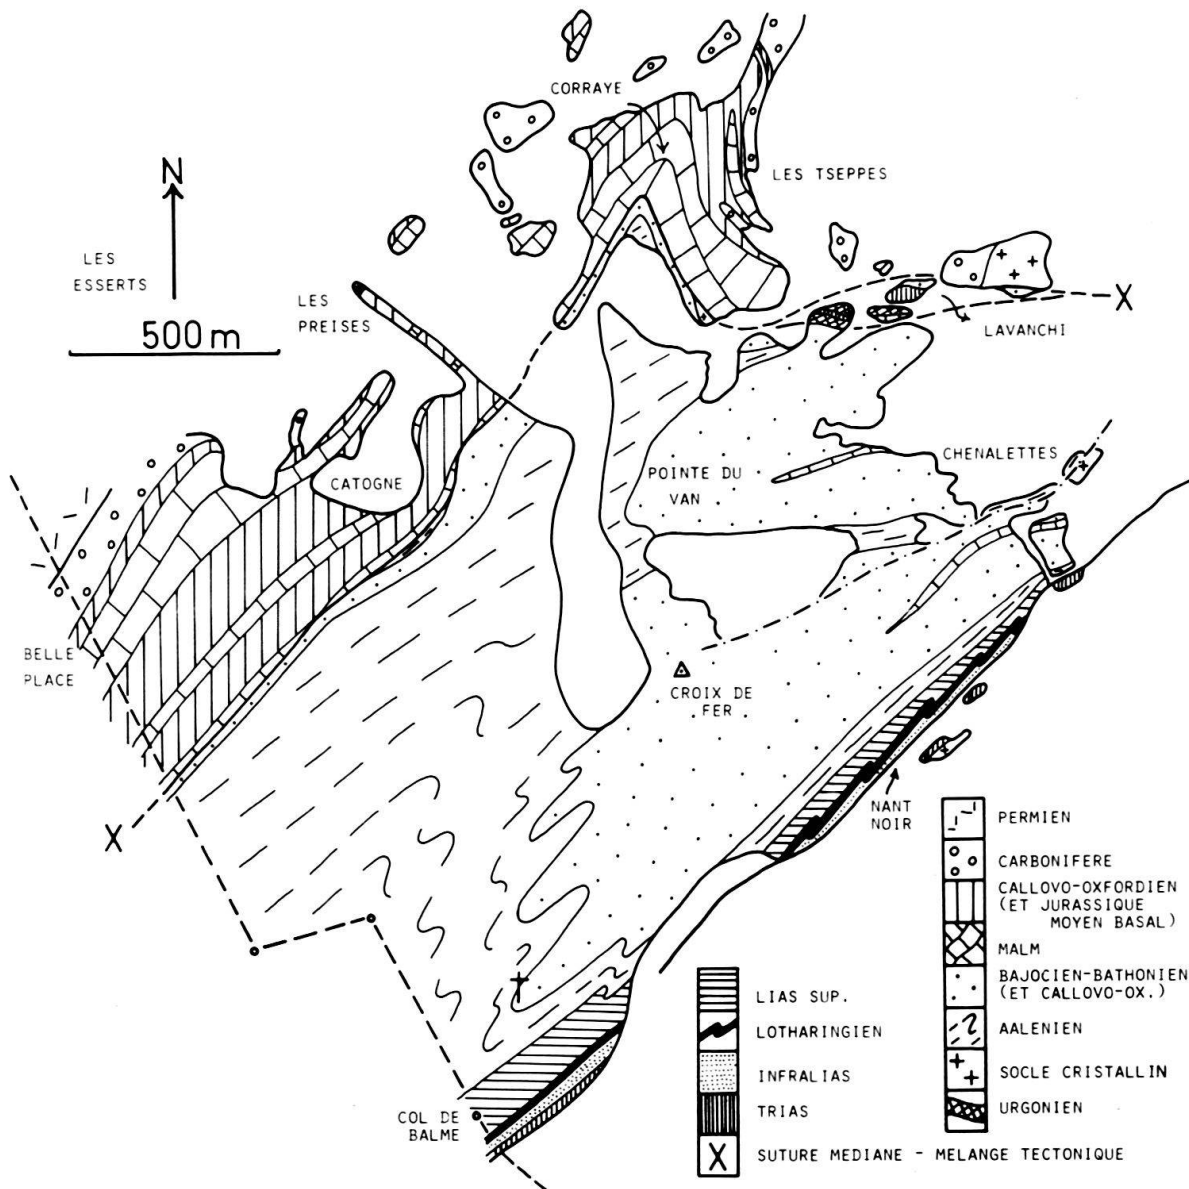 CORRAYE
N
LES TSEPPES
LES
ESSERTS
LES
PREISES
X
500 m
LAVANCHI
CATOGNE
POINTE DU
VAN
CHENALETTES
BELLE
PLACE
CROIX DE
FER
NANT
NOIR
X
COL DE
BALME
LIAS SUP.
LOTHARINGIEN
INFRALIAS
TRIAS
X SUTURE MEDIANE - MELANGE TECTONIQUE
PERMIEN
CARBONIFERE
CALLOVO-OXFORDIEN
(ET JURASSIQUE
MOYEN BASAL)
MALM
BAJOCIEN-BATHONIEN
(ET CALLOVO-OX.)
AALENIEN
SOCLE CRISTALLIN
URGONIEN